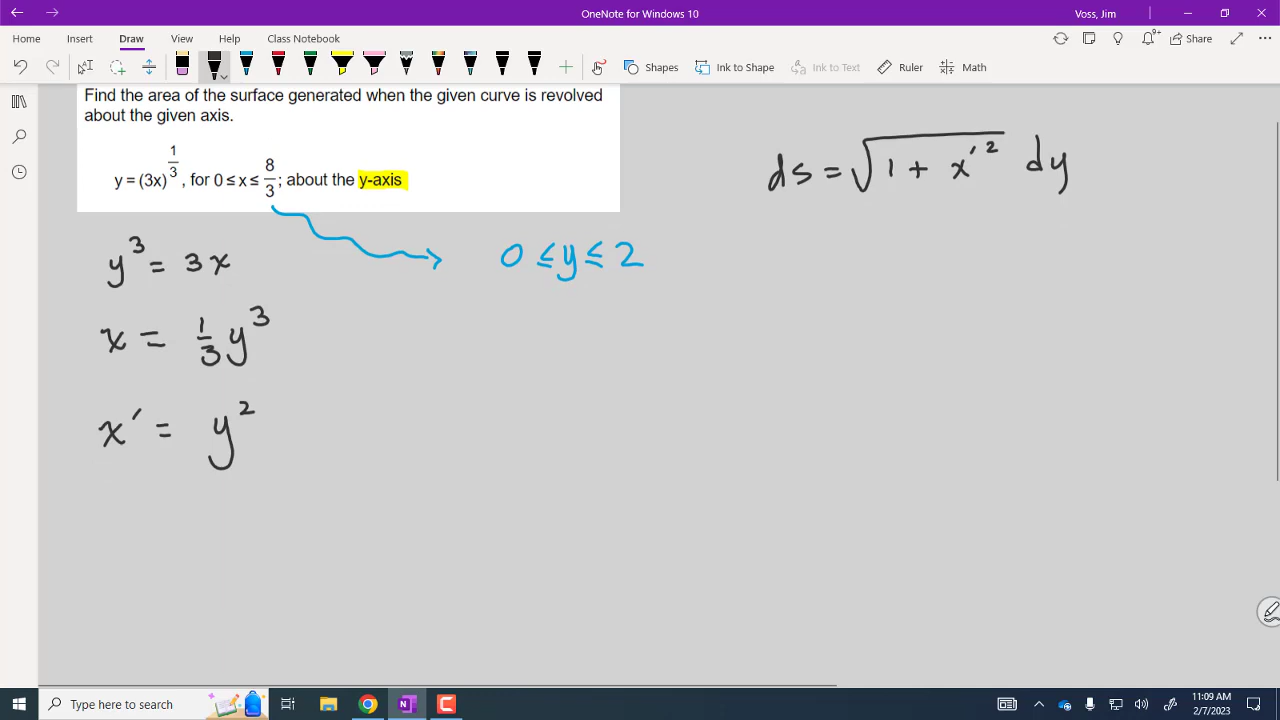 OneNote for Windows 10
Voss, Jim
Home Insert Draw View Help Class Notebook
Share
Shapes Ink to Shape Ink to Text Ruler Math
Find the area of the surface generated when the given curve is revolved
about the given axis.
y = (3x)^(1/3), for 0 ≤ x ≤ 8/3; about the y-axis
ds = √(1 + x'²) dy
0 ≤ y ≤ 2
y³ = 3x
x = 1/3 y³
x' = y²
Type here to search
11:09 AM
2/7/2023